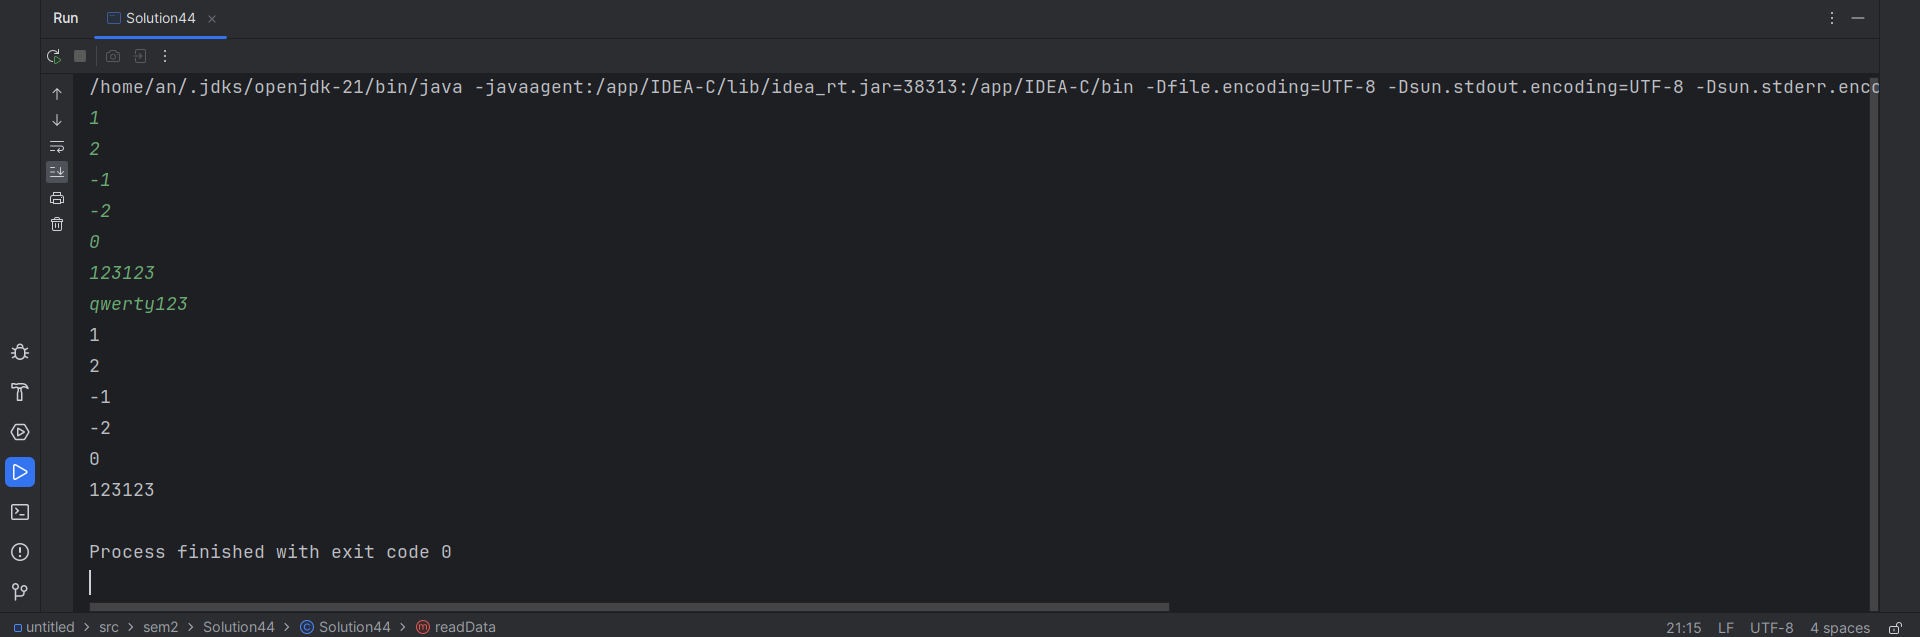 Run Solution44
/home/an/.jdks/openjdk-21/bin/java -javaagent:/app/IDEA-C/lib/idea_rt.jar=38313:/app/IDEA-C/bin -Dfile.encoding=UTF-8 -Dsun.stdout.encoding=UTF-8 -Dsun.stderr.enco
1
2
-1
-2
0
123123
qwerty123
1
2
-1
-2
0
123123
Process finished with exit code 0
untitled > src > sem2 > Solution44 > Solution44 > readData 21:15 LF UTF-8 4 spaces